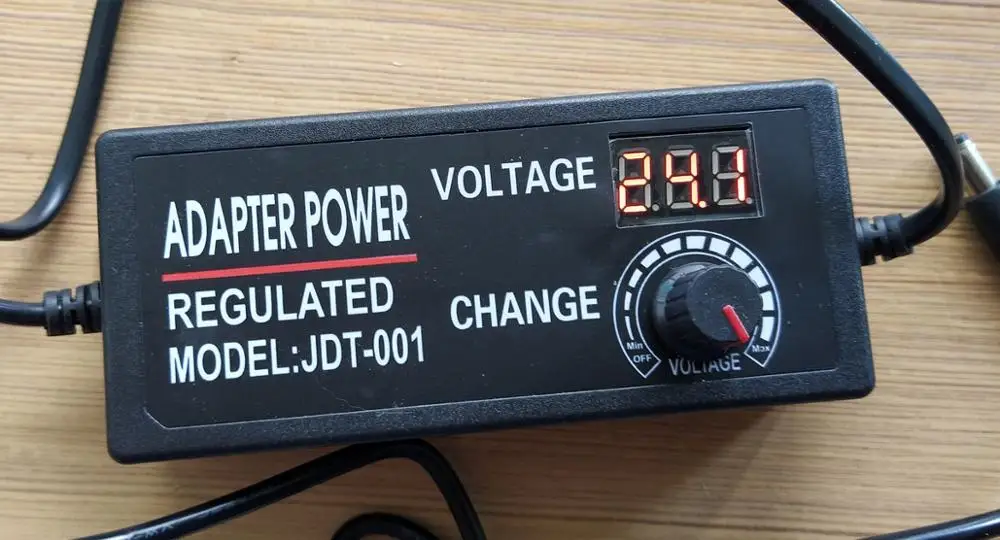 ADAPTER POWER
REGULATED
MODEL:JDT-001
VOLTAGE
24.1
CHANGE
Min
OFF
Max
VOLTAGE